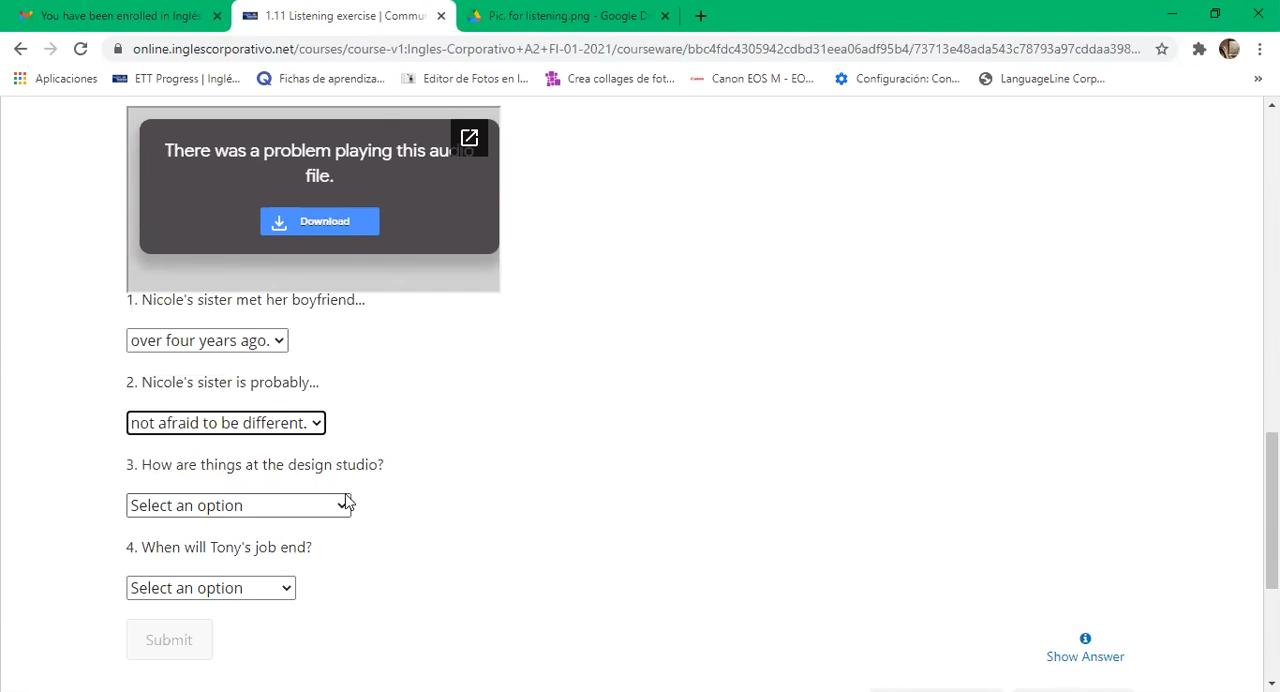 You have been enrolled in Inglés
1.11 Listening exercise | Commu
Pic. for listening.png - Google D
online.inglescorporativo.net/courses/course-v1:Ingles-Corporativo+A2+FI-01-2021/courseware/bbc4fdc4305942cdbd31eea06adf95b4/73713e48ada543c78793a97cddaa398...
Aplicaciones
ETT Progress | Inglé...
Fichas de aprendiza...
Editor de Fotos en l...
Crea collages de fot...
Canon EOS M - EO...
Configuración: Con...
LanguageLine Corp...
»
There was a problem playing this audio
file.
Download
1. Nicole's sister met her boyfriend...
over four years ago.
2. Nicole's sister is probably...
not afraid to be different.
3. How are things at the design studio?
Select an option
4. When will Tony's job end?
Select an option
Submit
Show Answer